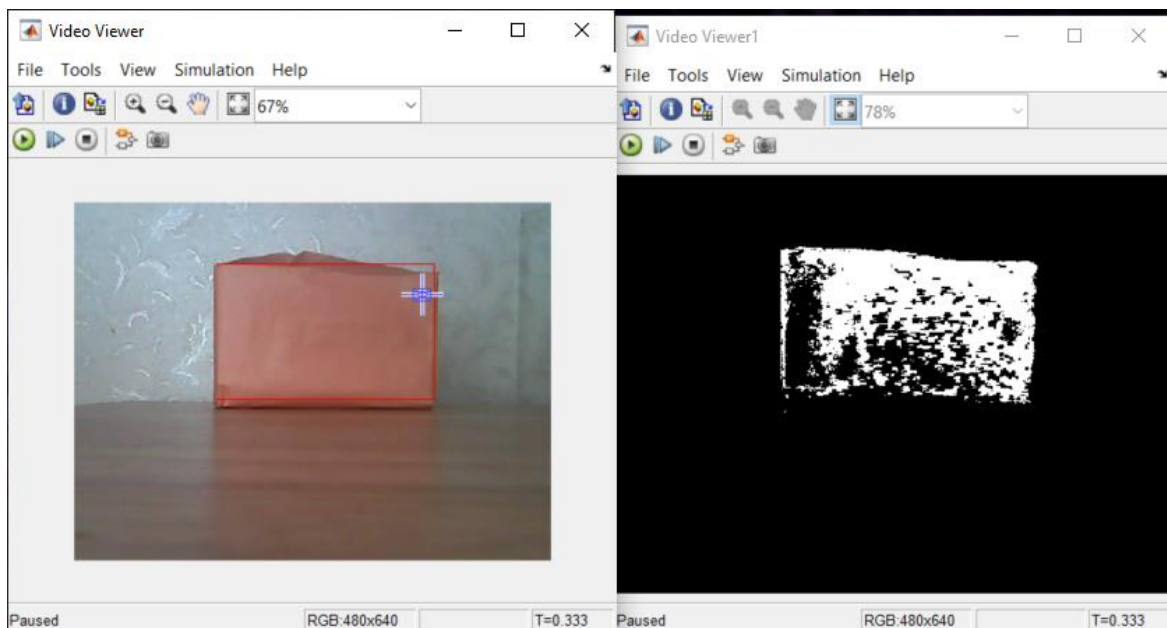 Video Viewer
File Tools View Simulation Help
67%
Paused RGB:480x640 T=0.333
Video Viewer1
File Tools View Simulation Help
78%
Paused RGB:480x640 T=0.333